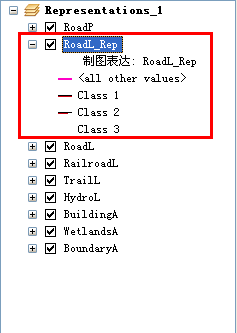 Representations_1
RoadP
RoadL_Rep
制图表达: RoadL_Rep
<all other values>
Class 1
Class 2
Class 3
RoadL
RailroadL
TrailL
HydroL
BuildingA
WetlandsA
BoundaryA